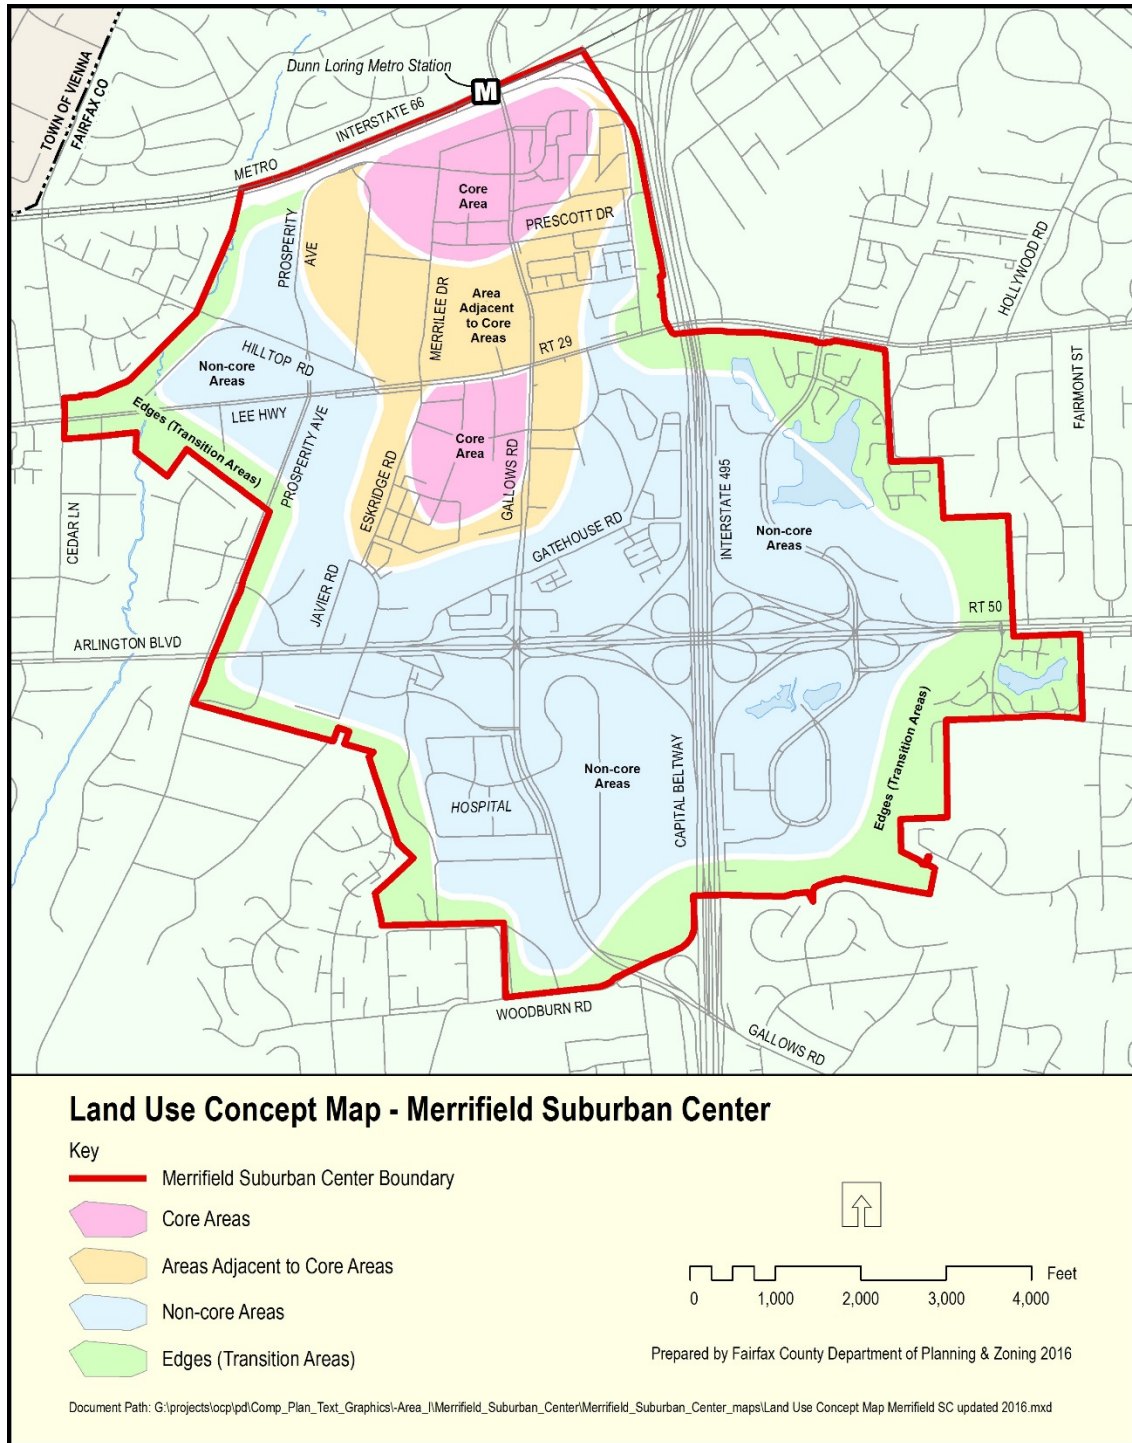 Dunn Loring Metro Station
M
TOWN OF VIENNA
FAIRFAX CO
METRO
INTERSTATE 66
Core
Area
PRESCOTT DR
PROSPERITY
AVE
HOLLYWOOD RD
MERRILEE DR
Area
Adjacent
to Core
Areas
RT 29
HILLTOP RD
Non-core
Areas
FAIRMONT ST
LEE HWY
Edges (Transition Areas)
PROSPERITY AVE
Core
Area
ESKRIDGE RD
GALLOWS RD
INTERSTATE 495
CEDAR LN
GATEHOUSE RD
Non-core
Areas
JAVIER RD
RT 50
ARLINGTON BLVD
Edges (Transition Areas)
Non-core
Areas
CAPITAL BELTWAY
HOSPITAL
WOODBURN RD
GALLOWS RD
Land Use Concept Map - Merrifield Suburban Center
Key
Merrifield Suburban Center Boundary
Core Areas
Areas Adjacent to Core Areas
Non-core Areas
Edges (Transition Areas)
Feet
0 1,000 2,000 3,000 4,000
Prepared by Fairfax County Department of Planning & Zoning 2016
Document Path: G:\projects\ocp\pd\Comp_Plan_Text_Graphics\-Area_I\Merrifield_Suburban_Center\Merrifield_Suburban_Center_maps\Land Use Concept Map Merrifield SC updated 2016.mxd